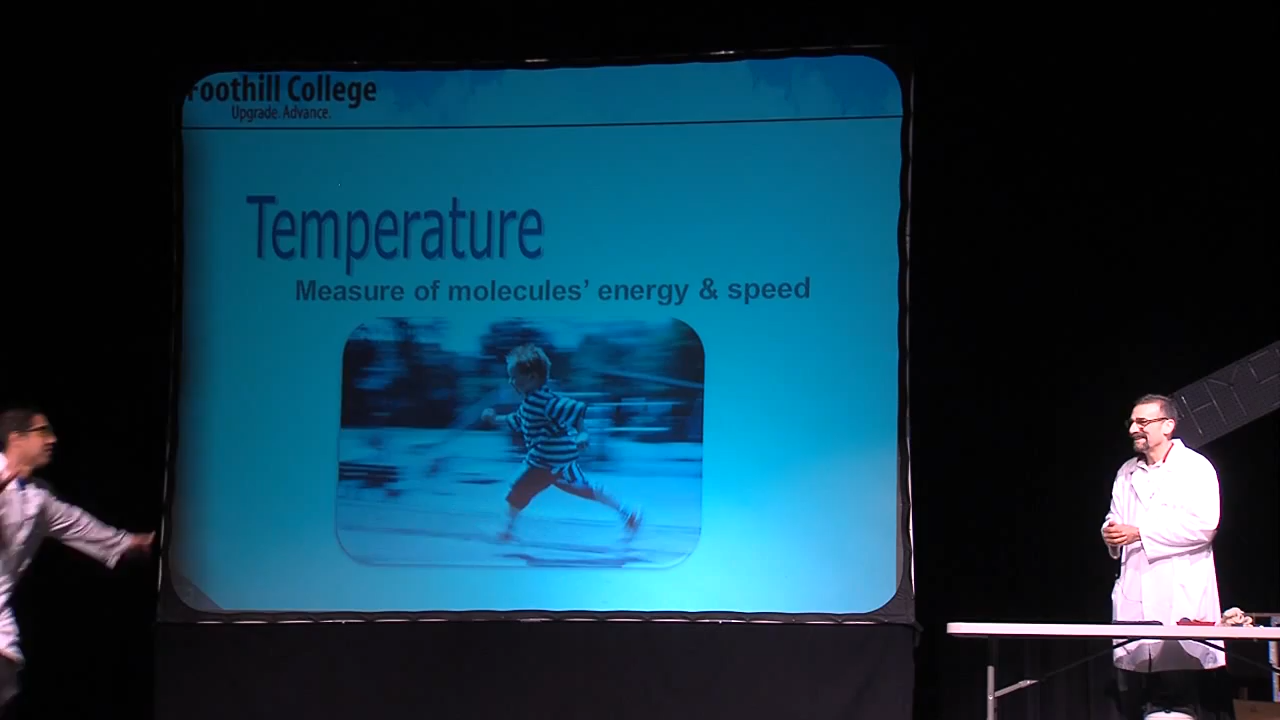 Foothill College
Upgrade. Advance.
Temperature
Measure of molecules' energy & speed